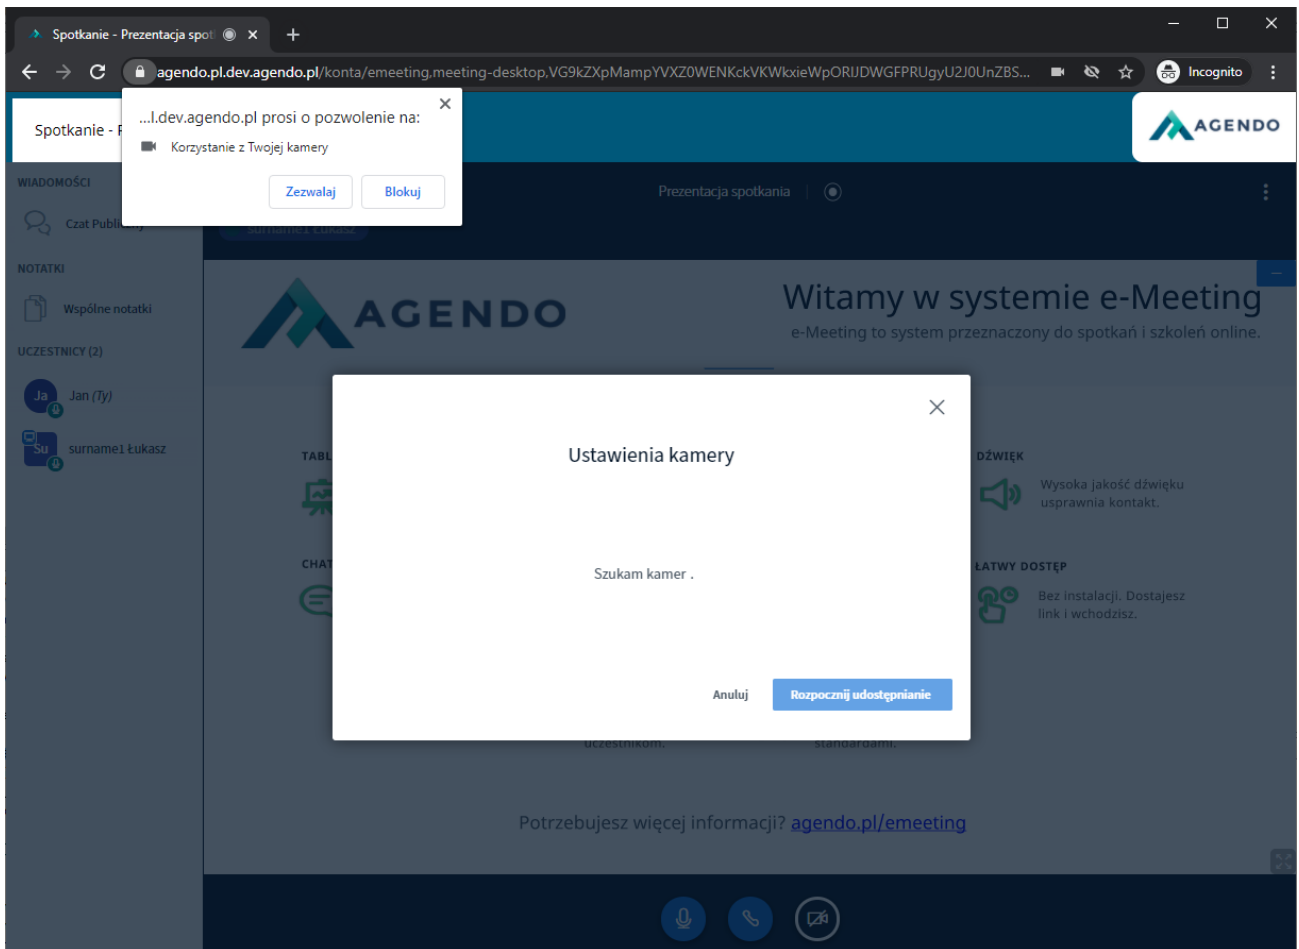 Spotkanie - Prezentacja spot
agendo.pl.dev.agendo.pl/konta/emeeting,meeting-desktop,
Incognito
...l.dev.agendo.pl prosi o pozwolenie na:
Korzystanie z Twojej kamery
Zezwalaj
Blokuj
Spotkanie - P
AGENDO
WIADOMOŚCI
Czat Publiczny
NOTATKI
Wspólne notatki
UCZESTNICY (2)
Ja
Jan (Ty)
Su
surname1 Łukasz
Prezentacja spotkania
surname1 Łukasz
AGENDO
Witamy w systemie e-Meeting
e-Meeting to system przeznaczony do spotkań i szkoleń online.
TABL
DŹWIĘK
Wysoka jakość dźwięku
usprawnia kontakt.
CHAT
ŁATWY DOSTĘP
Bez instalacji. Dostajesz
link i wchodzisz.
Ustawienia kamery
Szukam kamer .
Anuluj
Rozpocznij udostępnianie
uczestnikom.
standardami.
Potrzebujesz więcej informacji? agendo.pl/emeeting